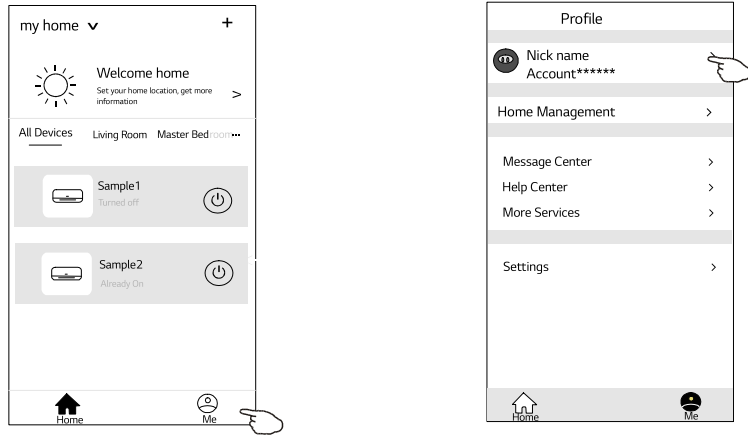 my home
+
Welcome home
Set your home location, get more
information
>
All Devices Living Room Master Bedroom...
Sample1
Turned off
Sample2
Already On
Home Me
Profile
Nick name
Account******
Home Management >
Message Center >
Help Center >
More Services >
Settings >
Home Me